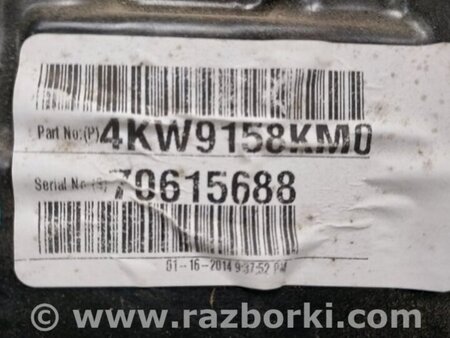 Part No:(P) 4KW9158KM0
Serial No (S) 70615688
01-16-2014 9:37:52 PM
www.razborki.com